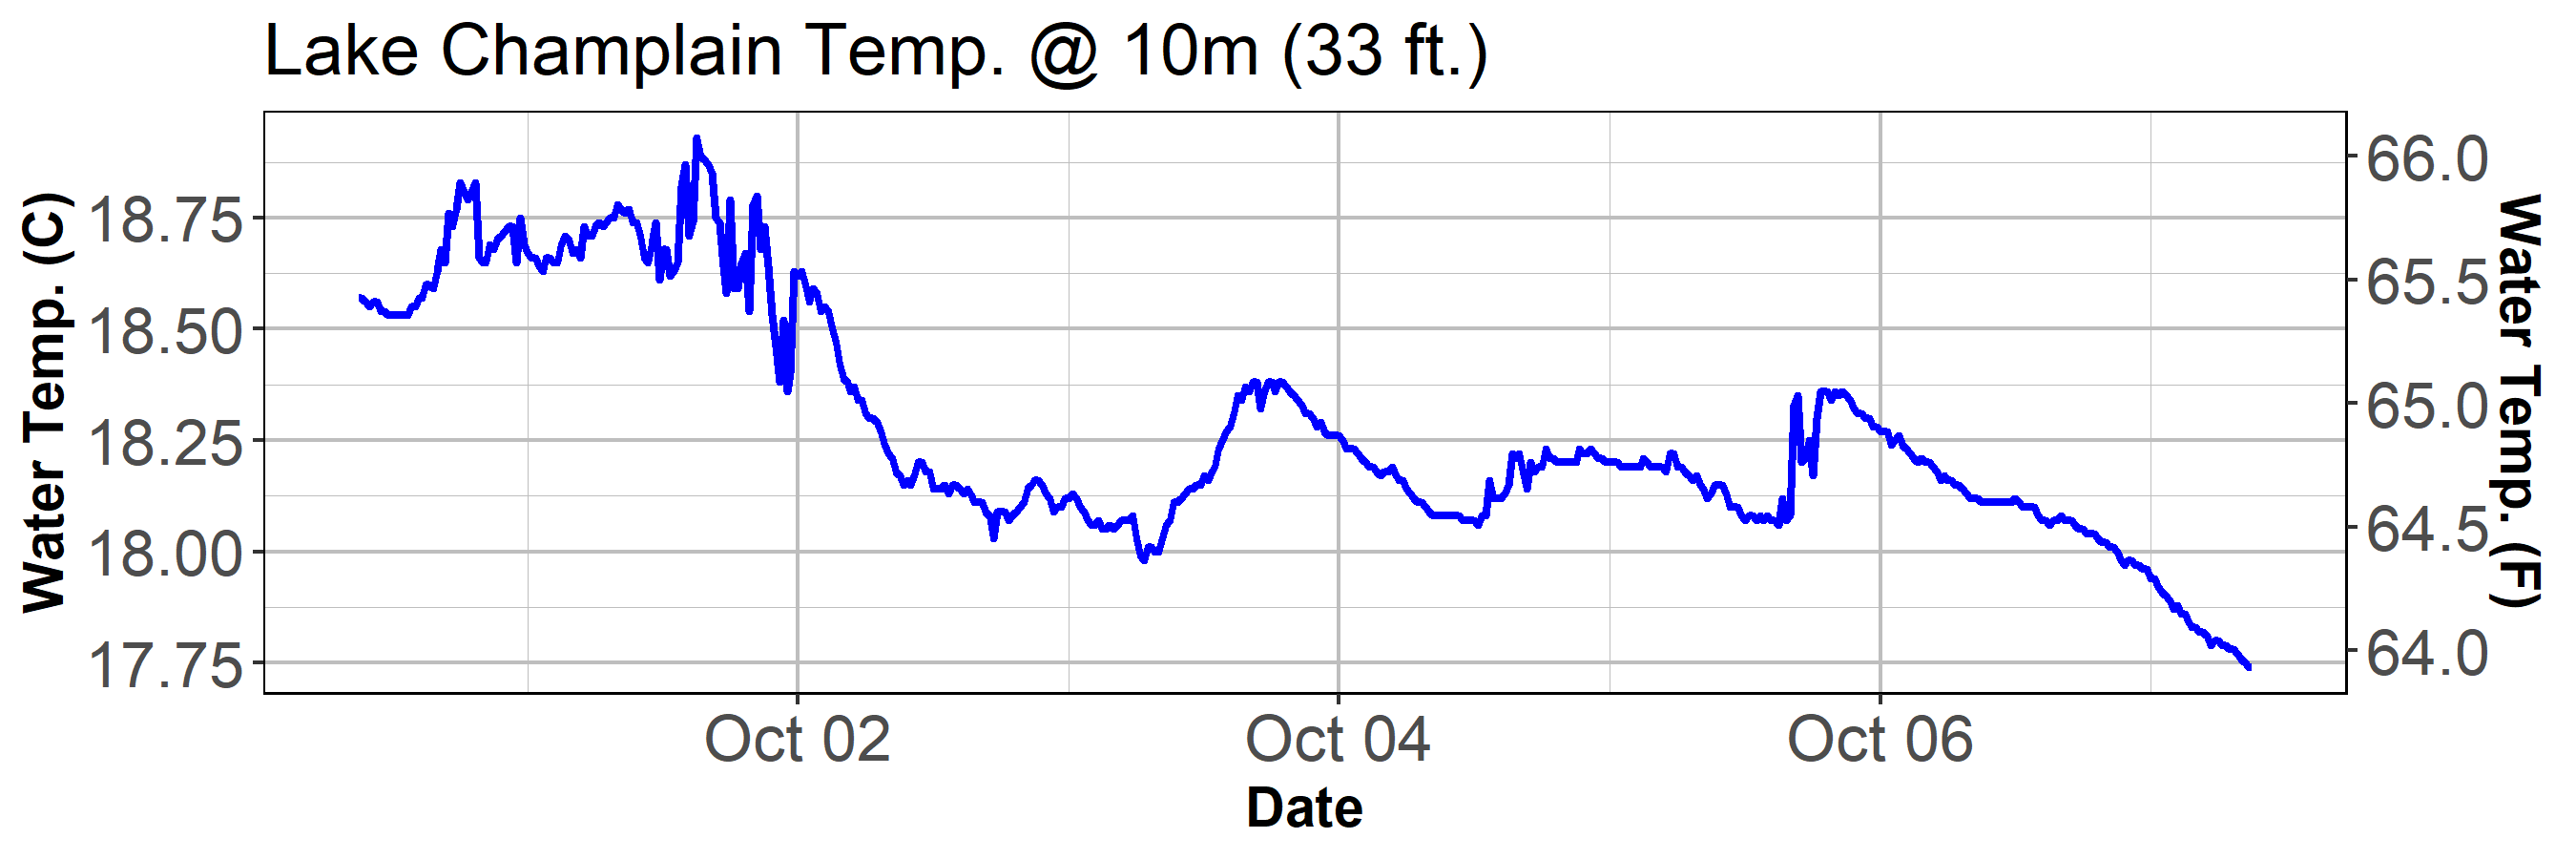 Lake Champlain Temp. @ 10m (33 ft.)
Water Temp. (C)
18.75
18.50
18.25
18.00
17.75
66.0
65.5
65.0
64.5
64.0
Water Temp. (F)
Oct 02
Oct 04
Oct 06
Date